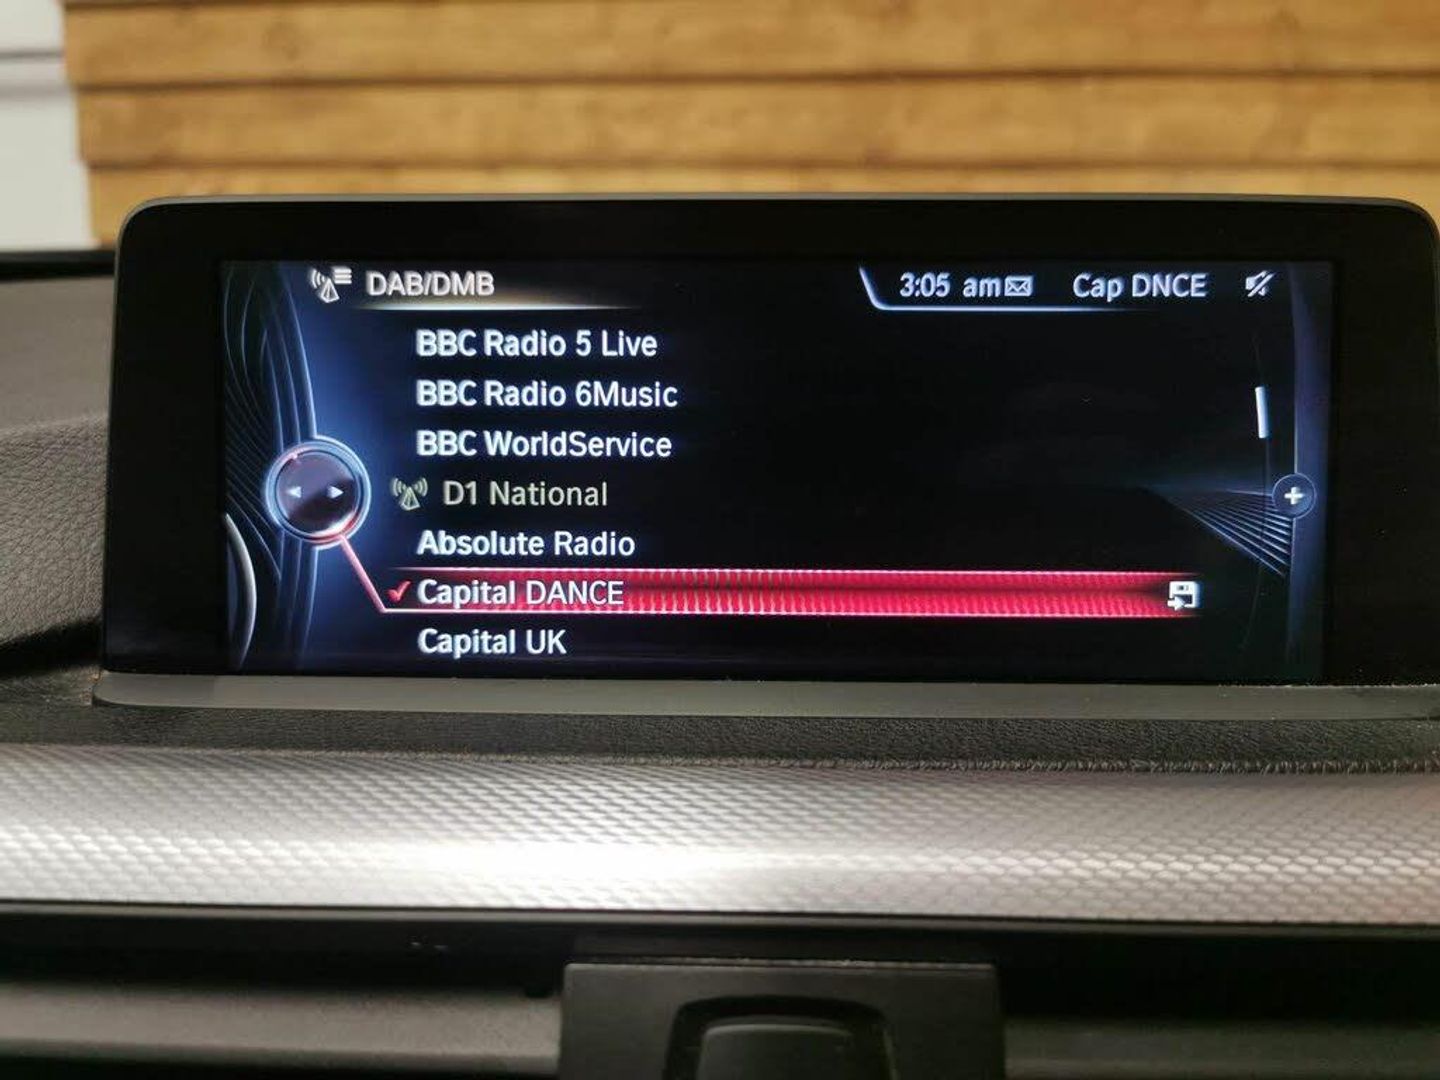 DAB/DMB
3:05 am Cap DNCE
BBC Radio 5 Live
BBC Radio 6Music
BBC WorldService
D1 National
Absolute Radio
Capital DANCE
Capital UK